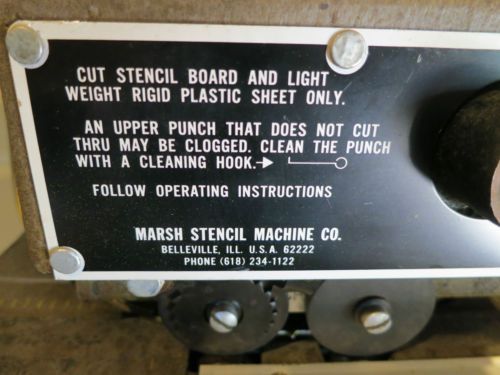 CUT STENCIL BOARD AND LIGHT
WEIGHT RIGID PLASTIC SHEET ONLY.
AN UPPER PUNCH THAT DOES NOT CUT
THRU MAY BE CLOGGED. CLEAN THE PUNCH
WITH A CLEANING HOOK.→
FOLLOW OPERATING INSTRUCTIONS
MARSH STENCIL MACHINE CO.
BELLEVILLE, ILL. U.S.A. 62222
PHONE (618) 234-1122